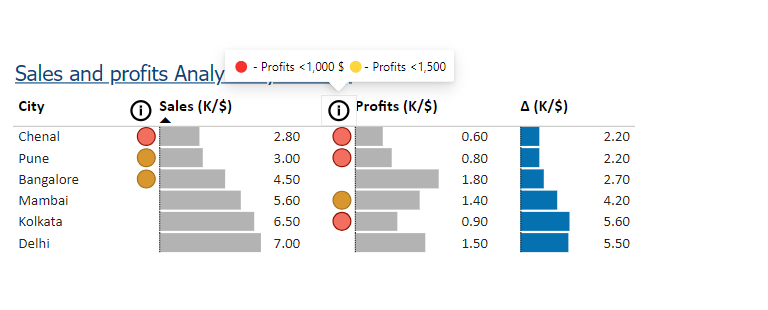 - Profits <1,000 $ - Profits <1,500
Sales and profits Analy
City Sales (K/$) Profits (K/$) Δ (K/$)
Chenal 2.80 0.60 2.20
Pune 3.00 0.80 2.20
Bangalore 4.50 1.80 2.70
Mambai 5.60 1.40 4.20
Kolkata 6.50 0.90 5.60
Delhi 7.00 1.50 5.50